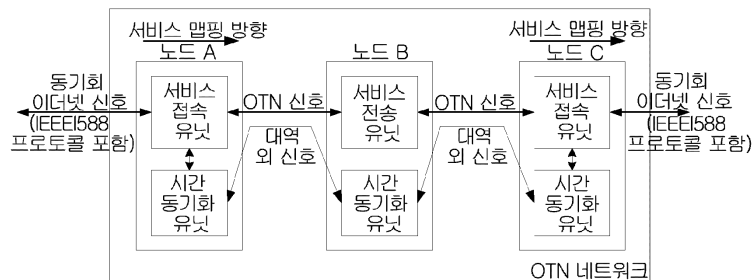 서비스 맵핑 방향
서비스 맵핑 방향
노드 A
노드 B
노드 C
동기회
이더넷 신호
(IEEEI588
프로토콜 포함)
서비스
접속
유닛
OTN 신호
서비스
전송
유닛
OTN 신호
서비스
접속
유닛
동기회
이더넷 신호
(IEEEI588
프로토콜 포함)
대역
외 신호
대역
외 신호
시간
동기화
유닛
시간
동기화
유닛
시간
동기화
유닛
OTN 네트워크